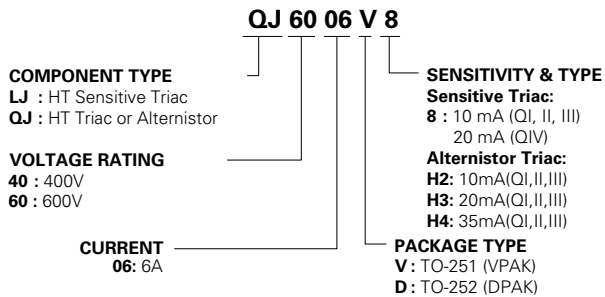 QJ 60 06 V 8
COMPONENT TYPE
LJ : HT Sensitive Triac
QJ : HT Triac or Alternistor
VOLTAGE RATING
40 : 400V
60 : 600V
CURRENT
06: 6A
SENSITIVITY & TYPE
Sensitive Triac:
8 : 10 mA (QI, II, III)
20 mA (QIV)
Alternistor Triac:
H2: 10mA(QI,II,III)
H3: 20mA(QI,II,III)
H4: 35mA(QI,II,III)
PACKAGE TYPE
V : TO-251 (VPAK)
D : TO-252 (DPAK)